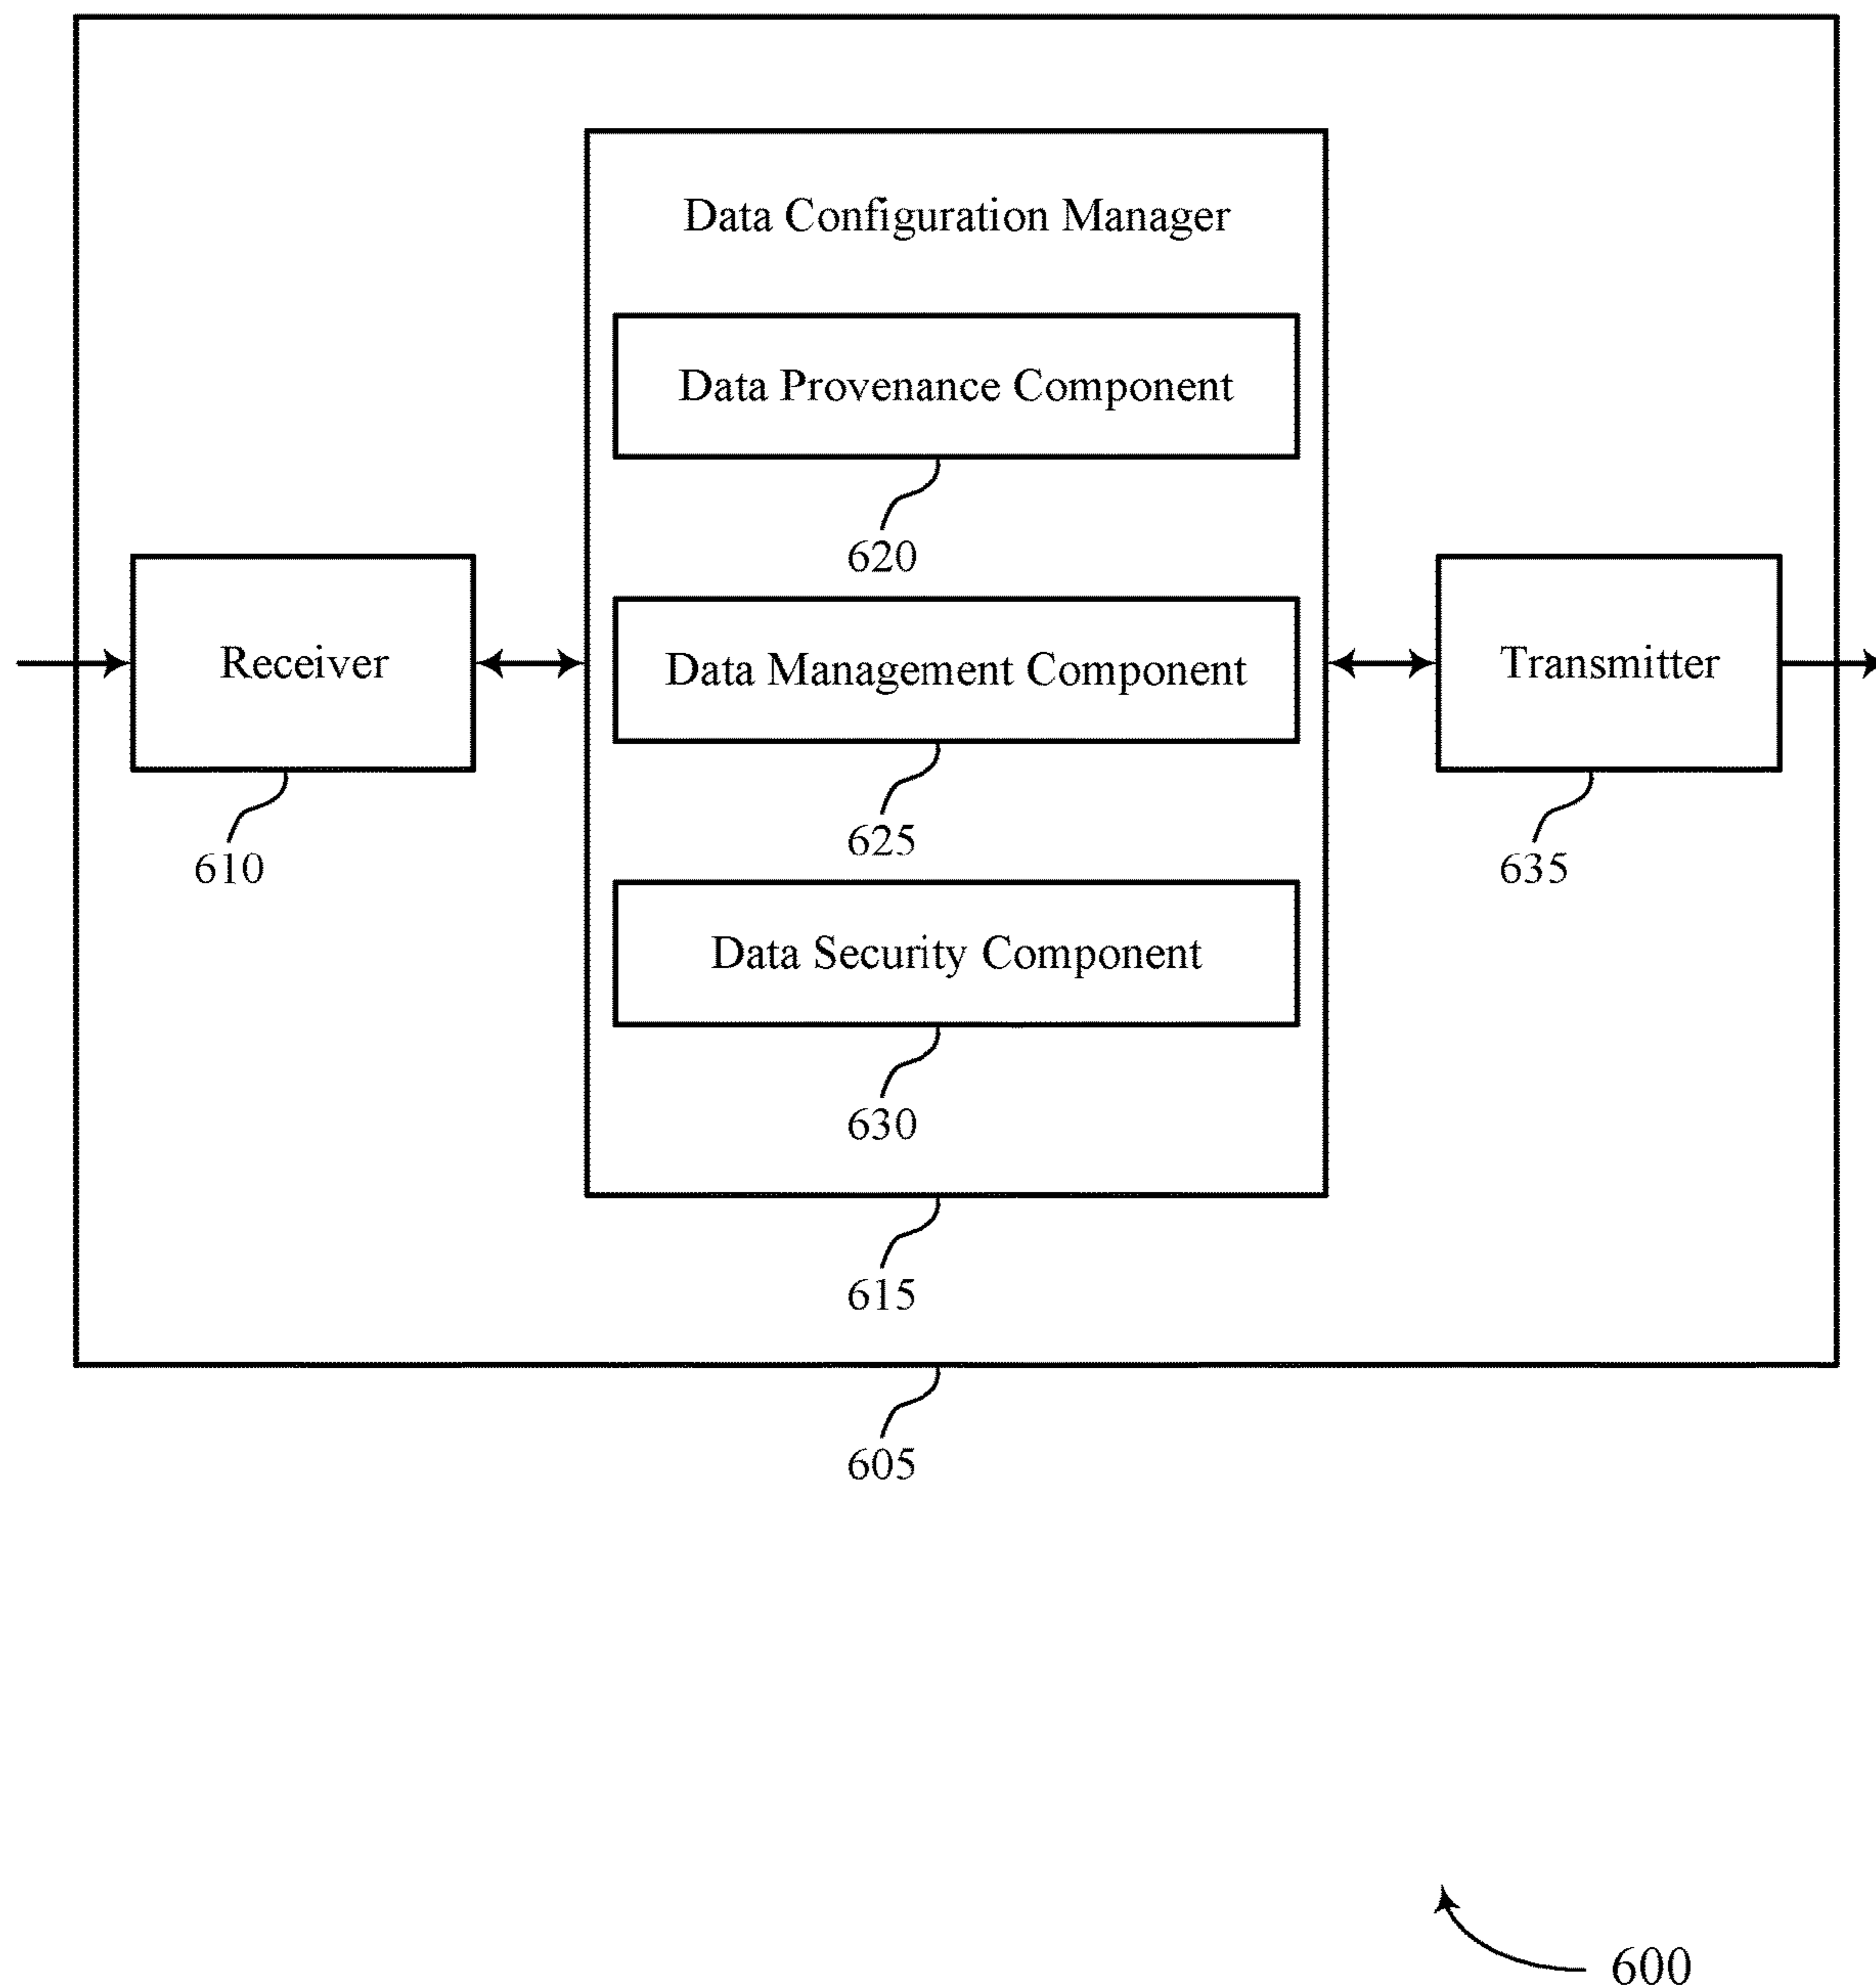 Data Configuration Manager
Data Provenance Component
620
Receiver
610
Data Management Component
625
Transmitter
635
Data Security Component
630
615
605
600